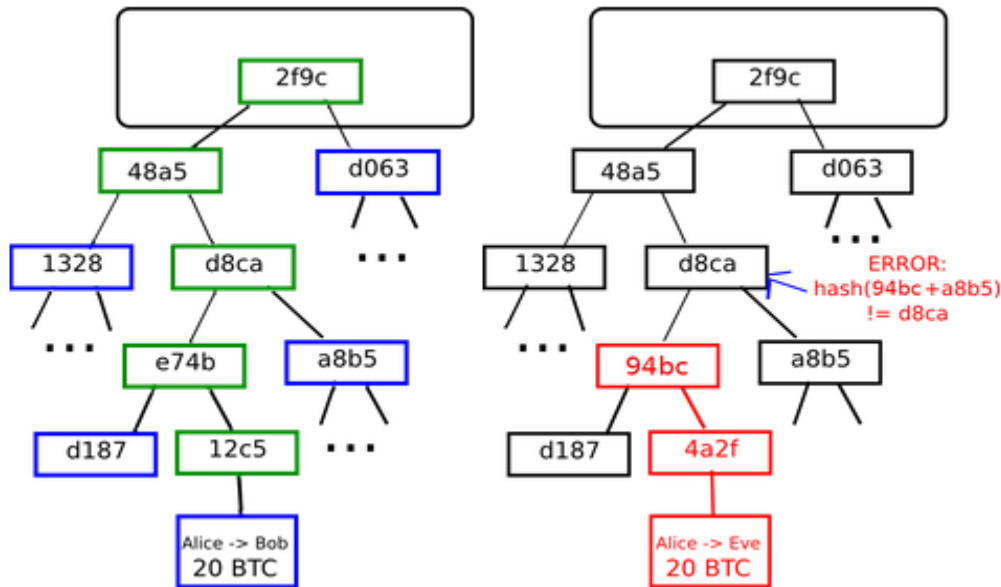 2f9c
48a5
d063
...
1328
d8ca
...
e74b
a8b5
...
d187
12c5
Alice -> Bob
20 BTC
2f9c
48a5
d063
...
1328
d8ca
ERROR:
hash(94bc+a8b5)
!= d8ca
...
94bc
a8b5
d187
4a2f
Alice -> Eve
20 BTC